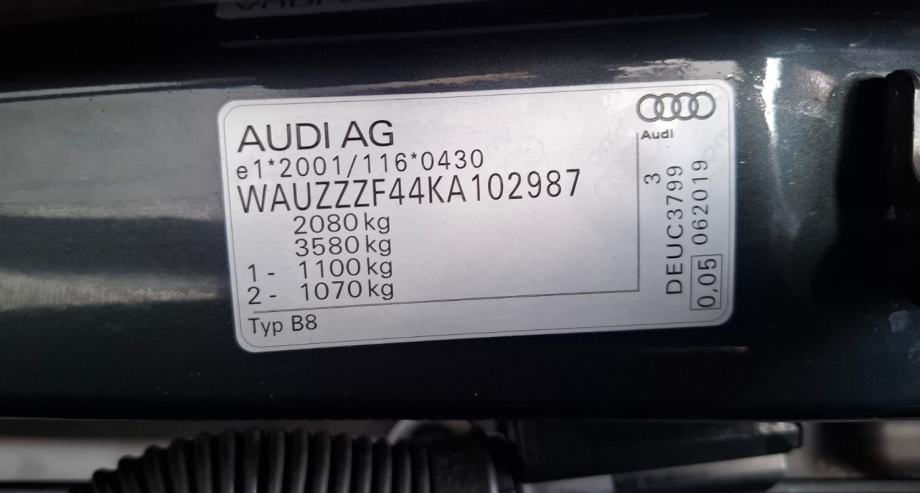 AUDI AG
e1*2001/116*0430
WAUZZZF44KA102987
2080 kg
3580 kg
1 - 1100 kg
2 - 1070 kg
Typ B8
Audi
3
DEUC3799
0,05 062019